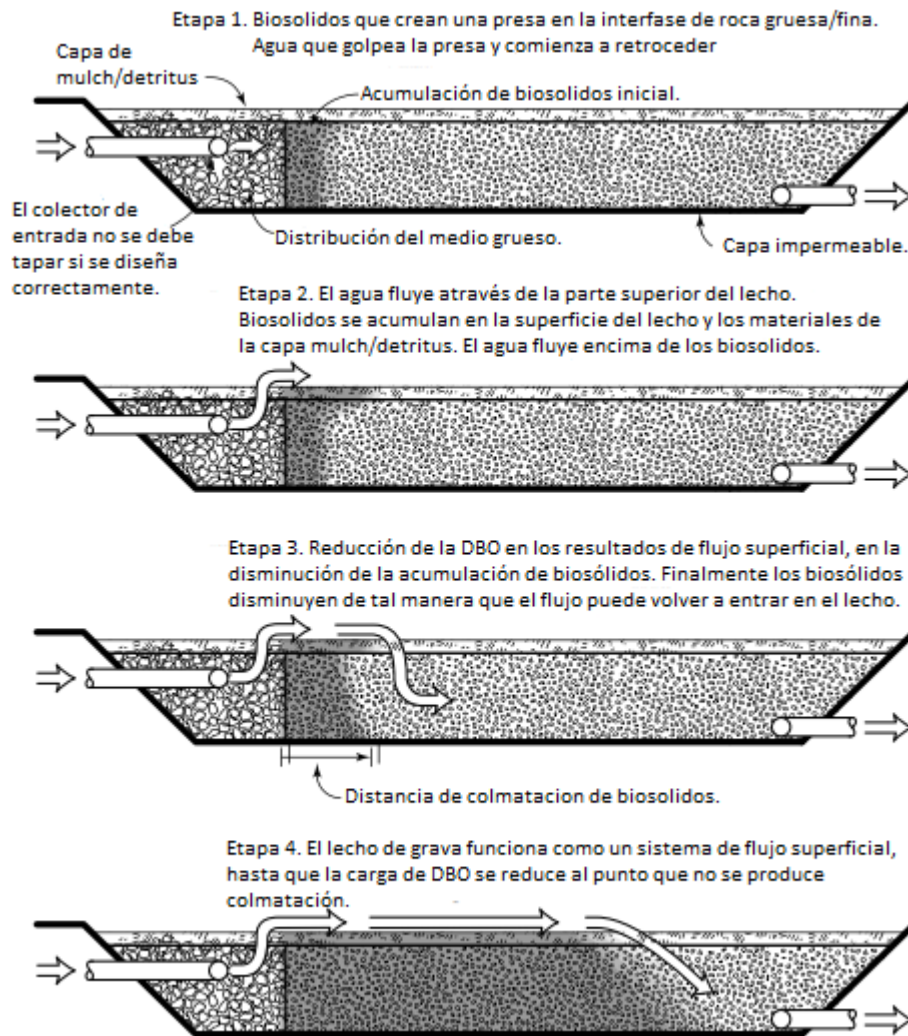 Etapa 1. Biosolidos que crean una presa en la interfase de roca gruesa/fina.
Agua que golpea la presa y comienza a retroceder
Capa de
mulch/detritus
Acumulación de biosolidos inicial.
El colector de
entrada no se debe
tapar si se diseña
correctamente.
Distribución del medio grueso.
Capa impermeable.
Etapa 2. El agua fluye através de la parte superior del lecho.
Biosolidos se acumulan en la superficie del lecho y los materiales de
la capa mulch/detritus. El agua fluye encima de los biosolidos.
Etapa 3. Reducción de la DBO en los resultados de flujo superficial, en la
disminución de la acumulación de biosólidos. Finalmente los biosólidos
disminuyen de tal manera que el flujo puede volver a entrar en el lecho.
Distancia de colmatacion de biosolidos.
Etapa 4. El lecho de grava funciona como un sistema de flujo superficial,
hasta que la carga de DBO se reduce al punto que no se produce
colmatación.